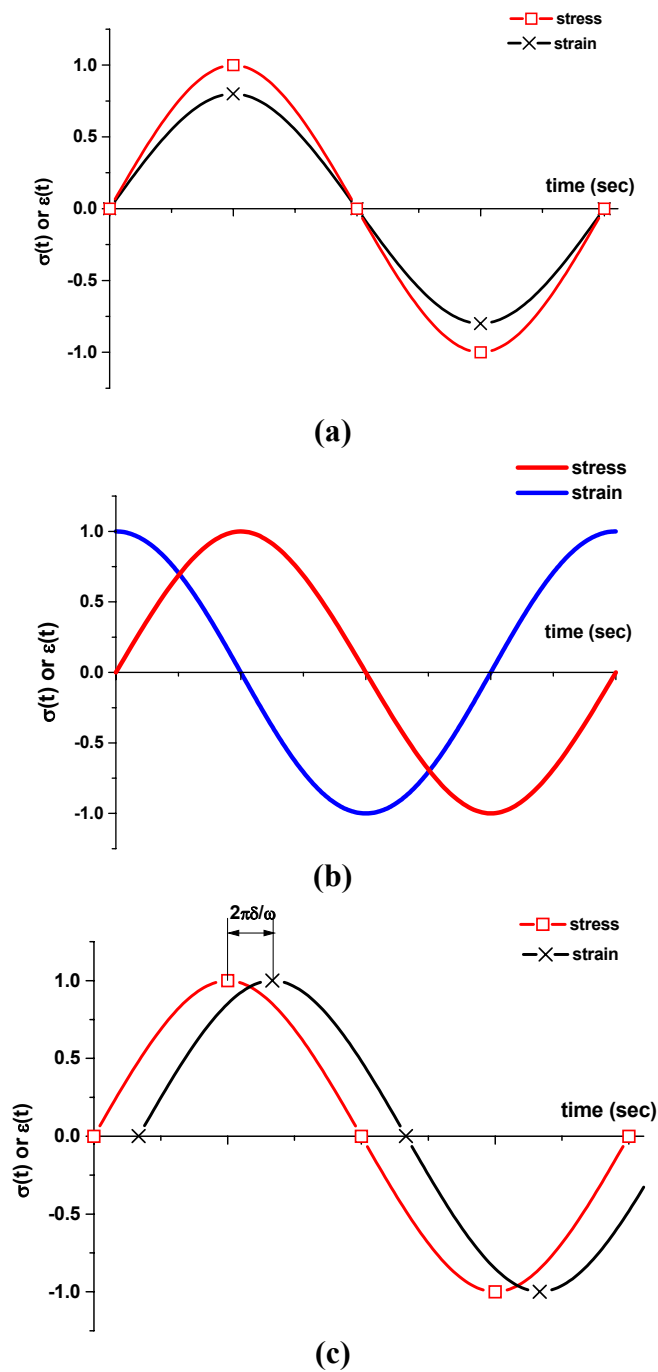 stress
strain
1.0
0.5
0.0
-0.5
-1.0
σ(t) or ε(t)
time (sec)
(a)
stress
strain
1.0
0.5
0.0
-0.5
-1.0
σ(t) or ε(t)
time (sec)
(b)
2πδ/ω
stress
strain
1.0
0.5
0.0
-0.5
-1.0
σ(t) or ε(t)
time (sec)
(c)